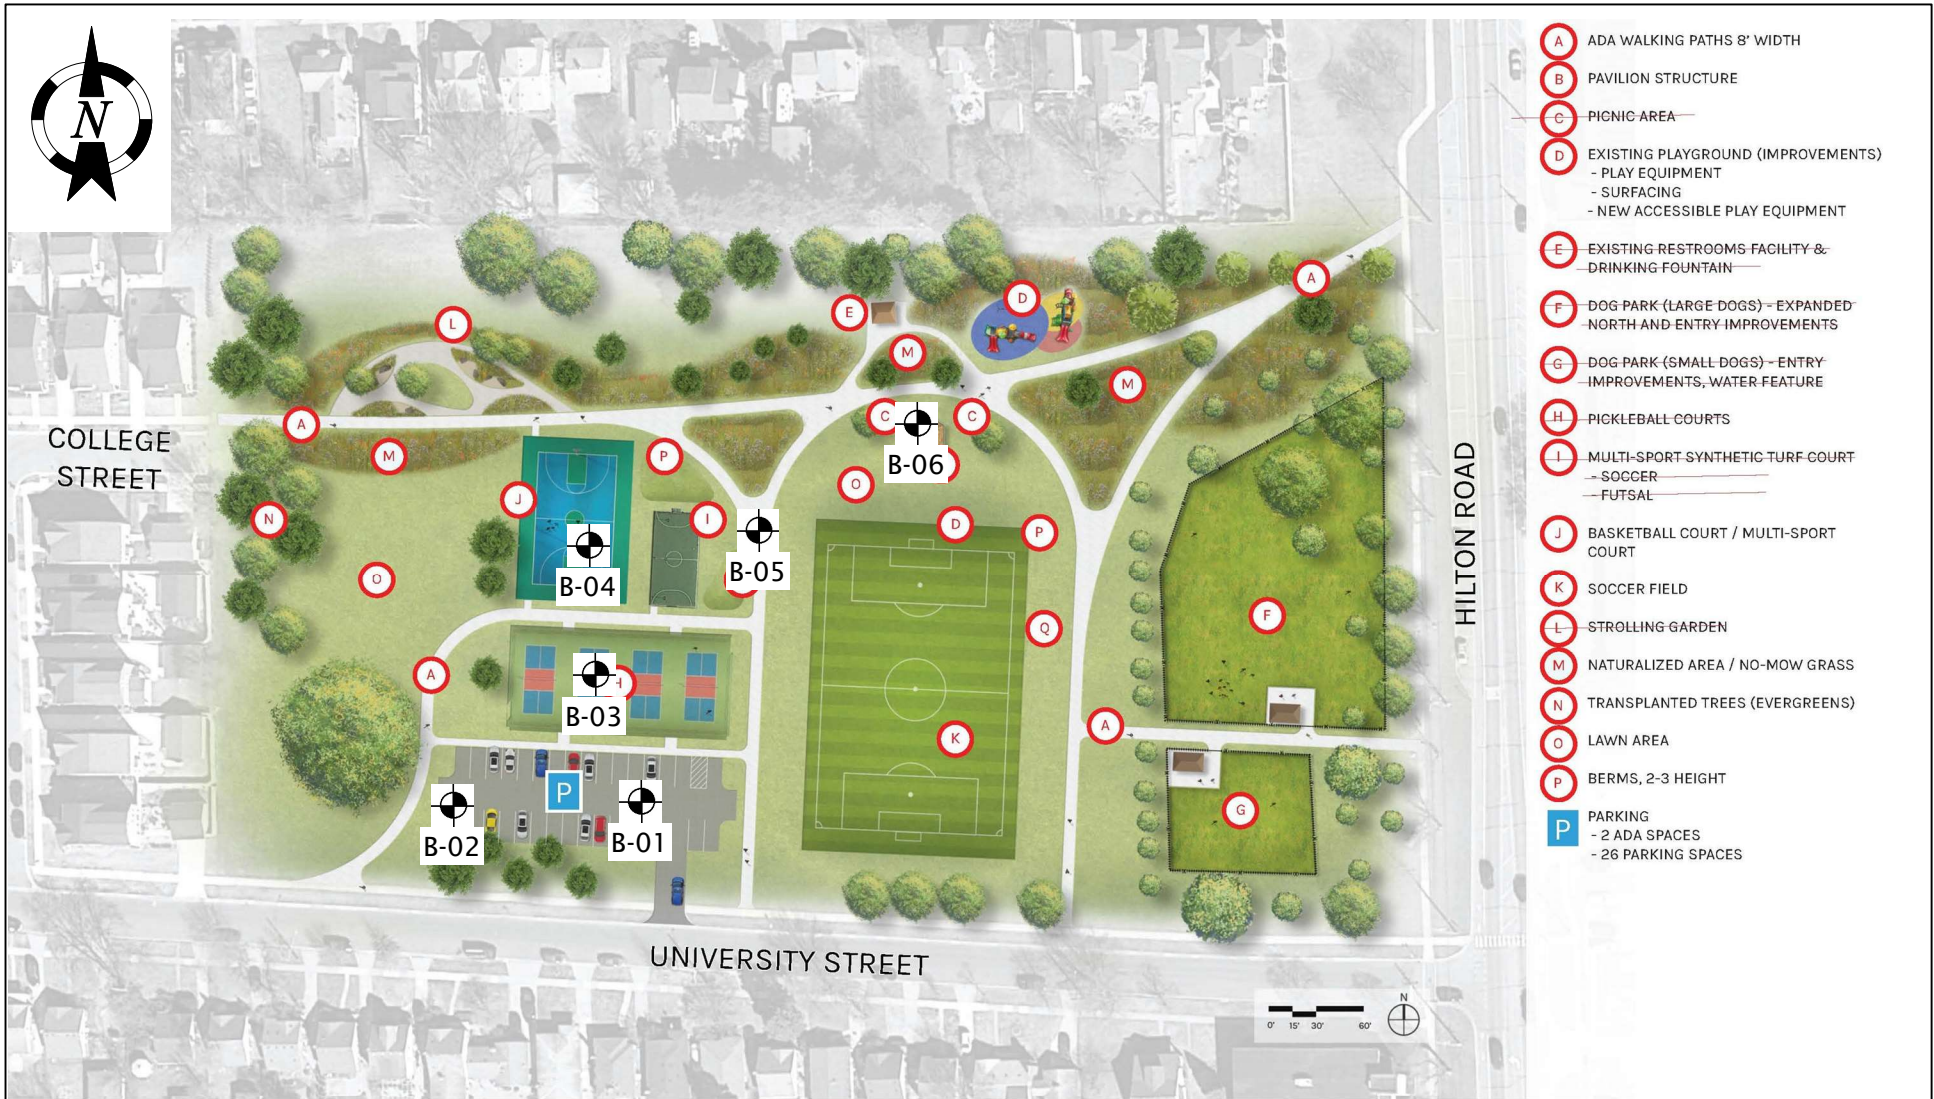 N
A ADA WALKING PATHS 8' WIDTH
B PAVILION STRUCTURE
C PICNIC AREA
D EXISTING PLAYGROUND (IMPROVEMENTS)
- PLAY EQUIPMENT
- SURFACING
- NEW ACCESSIBLE PLAY EQUIPMENT
E EXISTING RESTROOMS FACILITY &
DRINKING FOUNTAIN
F DOG PARK (LARGE DOGS) - EXPANDED
NORTH AND ENTRY IMPROVEMENTS
G DOG PARK (SMALL DOGS) - ENTRY
IMPROVEMENTS, WATER FEATURE
H PICKLEBALL COURTS
I MULTI-SPORT SYNTHETIC TURF COURT
- SOCCER
- FUTSAL
J BASKETBALL COURT / MULTI-SPORT
COURT
K SOCCER FIELD
L STROLLING GARDEN
M NATURALIZED AREA / NO-MOW GRASS
N TRANSPLANTED TREES (EVERGREENS)
O LAWN AREA
P BERMS, 2-3 HEIGHT
P PARKING
- 2 ADA SPACES
- 26 PARKING SPACES
A
D
E
L
M
M
C
C
A
COLLEGE
STREET
M
P
B-06
O
J
I
N
D
P
B-05
B-04
O
F
Q
A
H
B-03
K
A
P
B-02
B-01
G
HILTON ROAD
UNIVERSITY STREET
N
0' 15' 30' 60'